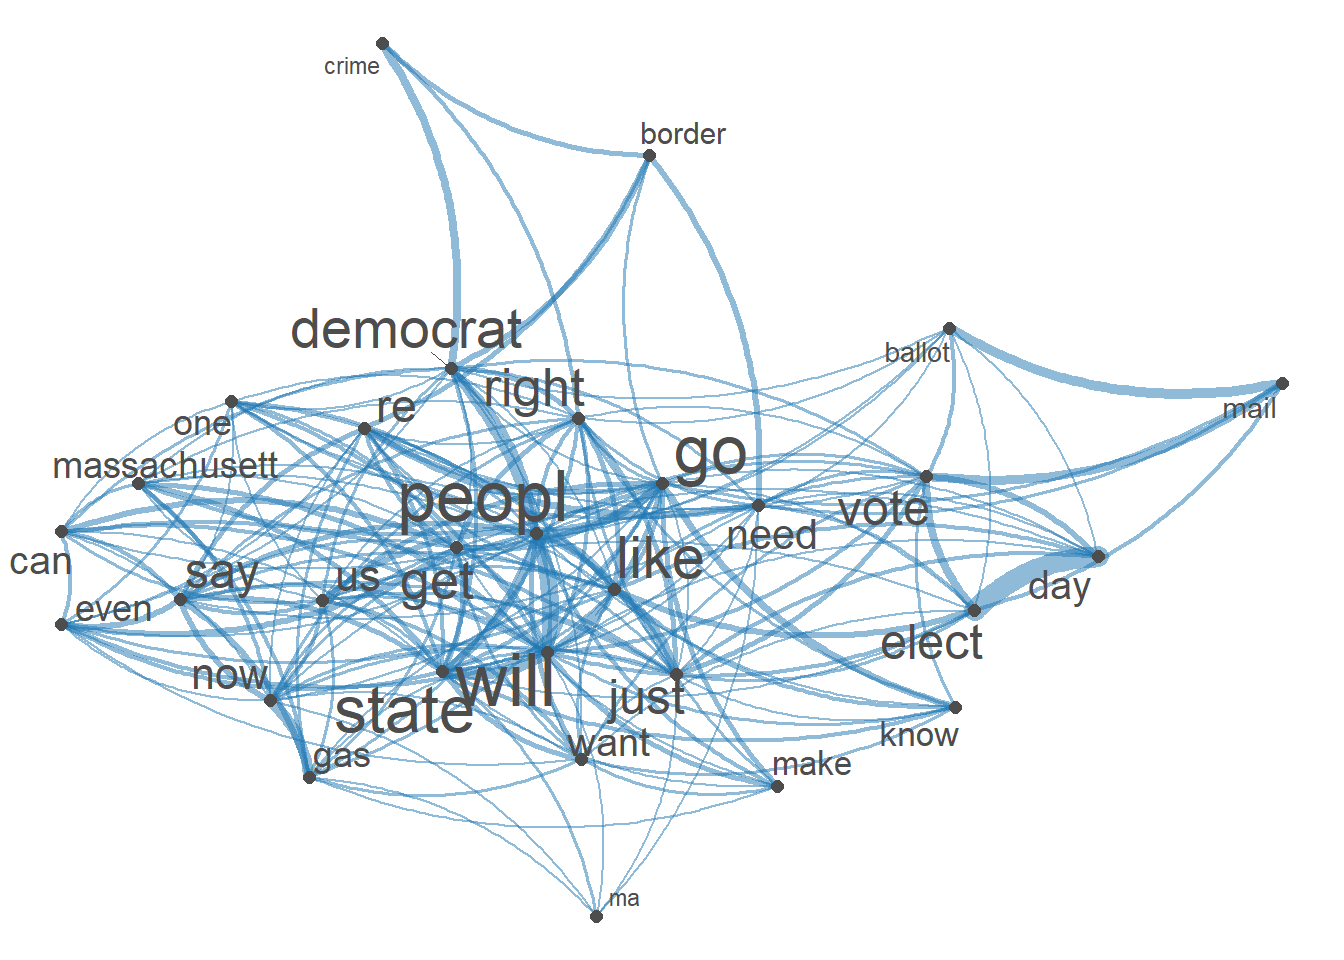 crime
border
democrat
right
ballot
re
mail
one
go
massachusett
peopl
vote
need
like
can
say
us
get
day
even
elect
now
will
just
state
know
want
gas
make
ma